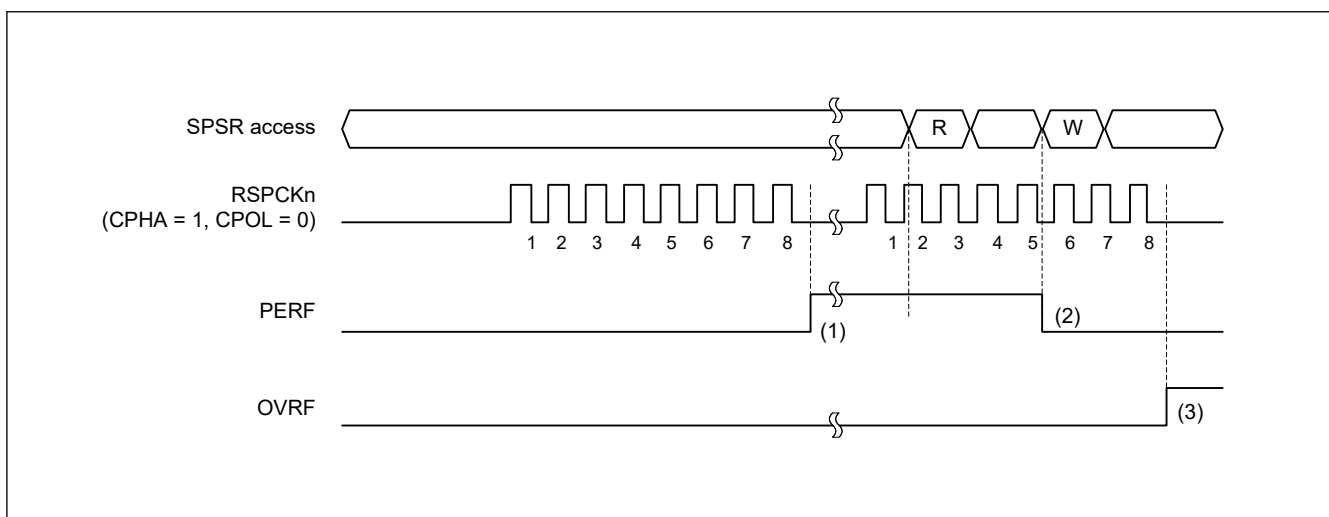 SPSR access
R
W
RSPCKn
(CPHA = 1, CPOL = 0)
1 2 3 4 5 6 7 8 1 2 3 4 5 6 7 8
PERF
(1)
(2)
OVRF
(3)